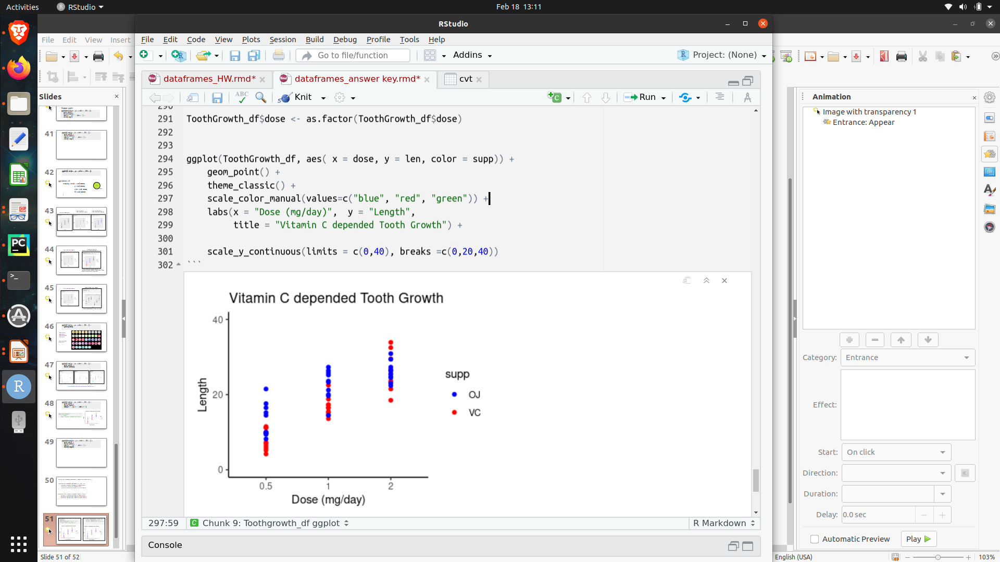 Activities
RStudio
Feb 18 13:11
RStudio
File Edit View Insert
File Edit Code View Plots Session Build Debug Profile Tools Help
Go to file/function
Addins
Project: (None)
dataframes_HW.rmd*
dataframes_answer key.rmd*
cvt
Slides
ABC
Knit
Run
Animation
290
291 ToothGrowth_df$dose <- as.factor(ToothGrowth_df$dose)
292
293
294 ggplot(ToothGrowth_df, aes( x = dose, y = len, color = supp)) +
295 geom_point() +
296 theme_classic() +
297 scale_color_manual(values=c("blue", "red", "green")) +
298 labs(x = "Dose (mg/day)",  y = "Length",
299 title = "Vitamin C depended Tooth Growth") +
300
301 scale_y_continuous(limits = c(0,40), breaks =c(0,20,40))
302 ```
Vitamin C depended Tooth Growth
40
20
0
Length
0.5 1 2
Dose (mg/day)
supp
OJ
VC
297:59
Chunk 9: Toothgrowth_df ggplot
R Markdown
Console
41
42
43
44
45
46
47
48
49
50
51
Slide 51 of 52
Image with transparency 1
Entrance: Appear
Category: Entrance
Effect:
Start: On click
Direction:
Duration:
Delay: 0.0 sec
Automatic Preview
Play
English (USA)
103%
PC
>_
R